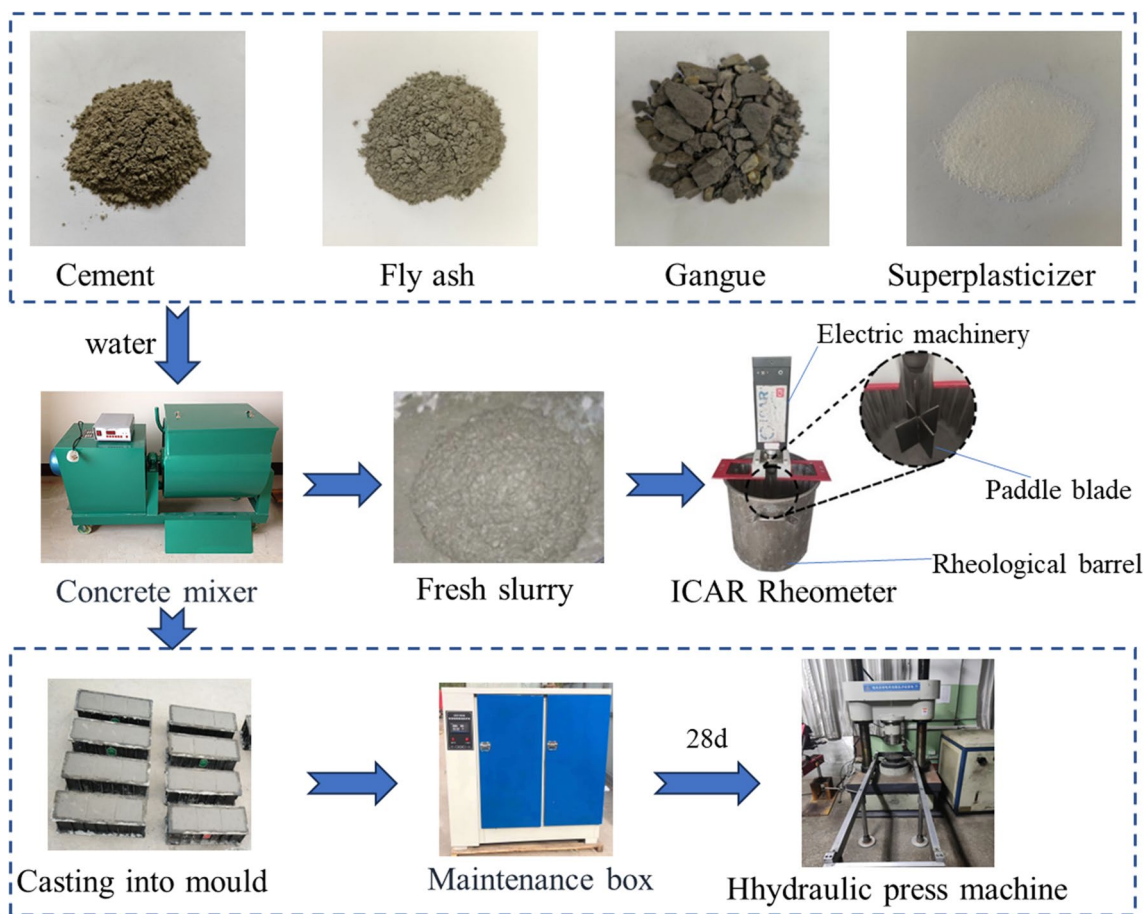 Cement
Fly ash
Gangue
Superplasticizer
water
Electric machinery
ICAR
Paddle blade
Rheological barrel
Concrete mixer
Fresh slurry
ICAR Rheometer
28d
Casting into mould
Maintenance box
Hhydraulic press machine